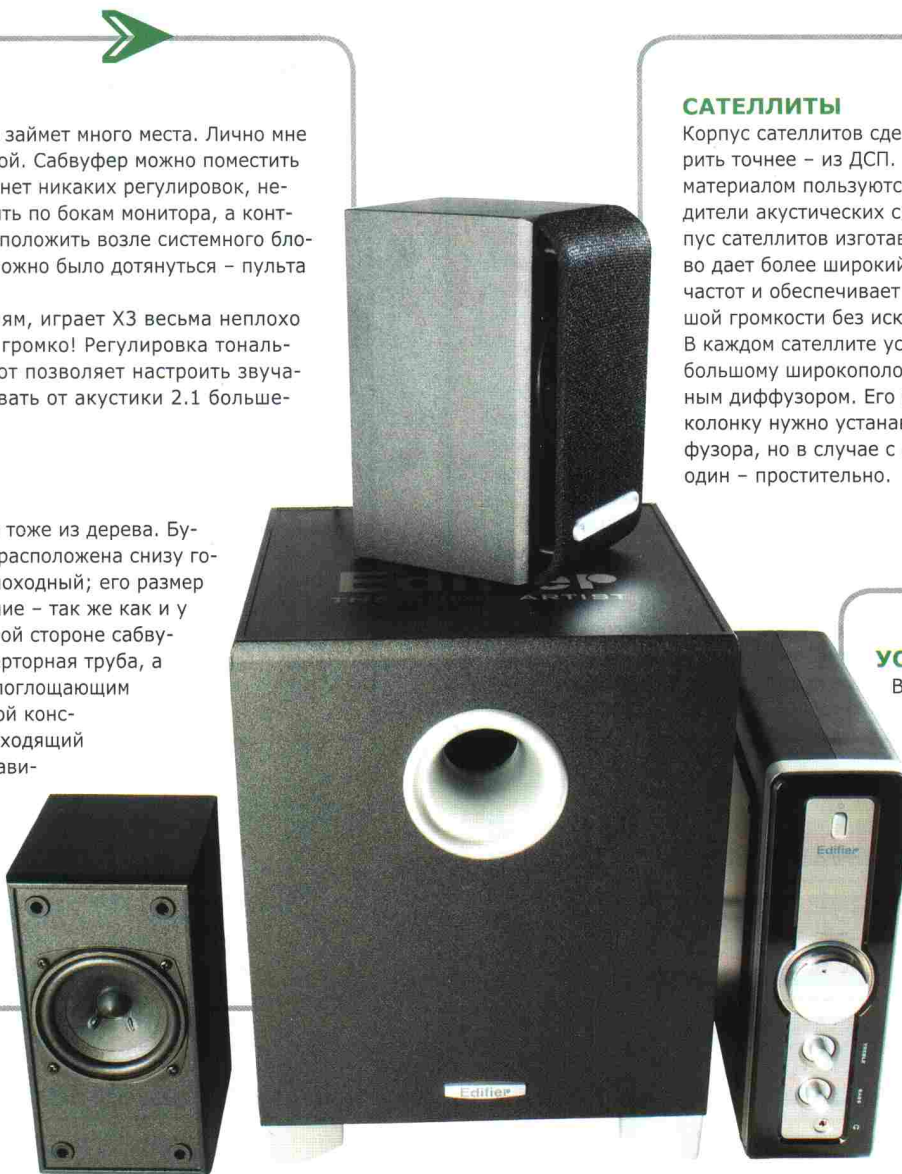 займет много места. Лично мне
ой. Сабвуфер можно поместить
нет никаких регулировок, не-
ть по бокам монитора, а конт-
положить возле системного бло-
ожно было дотянуться – пульта
ям, играет X3 весьма неплохо
громко! Регулировка тональ-
от позволяет настроить звуча-
вать от акустики 2.1 больше-
тоже из дерева. Бу-
расположена снизу го-
походный; его размер
ние – так же как и у
ой стороне сабву-
рторная труба, а
поглощающим
ой конс-
ходящий
ави-
САТЕЛЛИТЫ
Корпус сателлитов сде
рить точнее – из ДСП.
материалом пользуютс
дители акустических с
пус сателлитов изготав
во дает более широкий
частот и обеспечивает
шой громкости без иск
В каждом сателлите ус
большому широкополо
ным диффузором. Его
колонку нужно устана
фузора, но в случае с
один – простительно.
УС
В
ARTIST
Edifier
Edifier
TREBLE
BASS